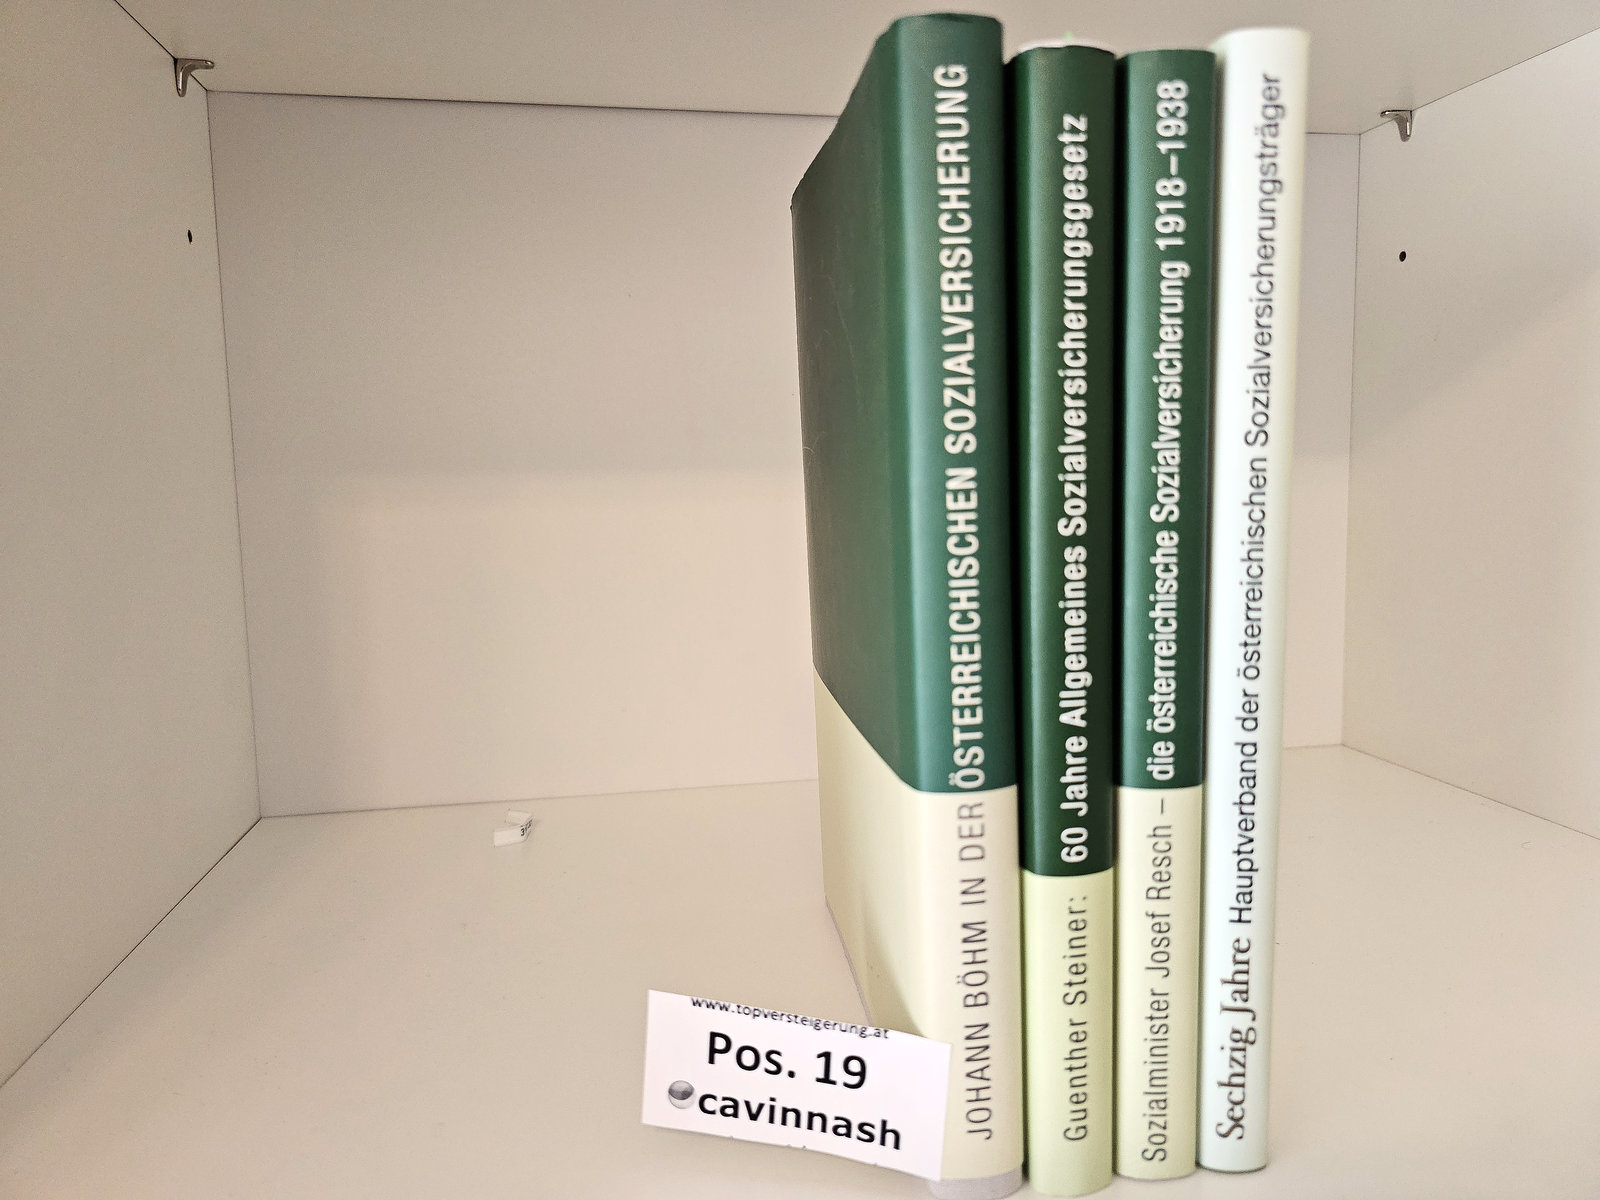 JOHANN BÖHM IN DER ÖSTERREICHISCHEN SOZIALVERSICHERUNG
Guenther Steiner: 60 Jahre Allgemeines Sozialversicherungsgesetz
Sozialminister Josef Resch – die österreichische Sozialversicherung 1918–1938
Sechzig Jahre Hauptverband der österreichischen Sozialversicherungsträger
www.topversteigerung.at
Pos. 19
cavinnash